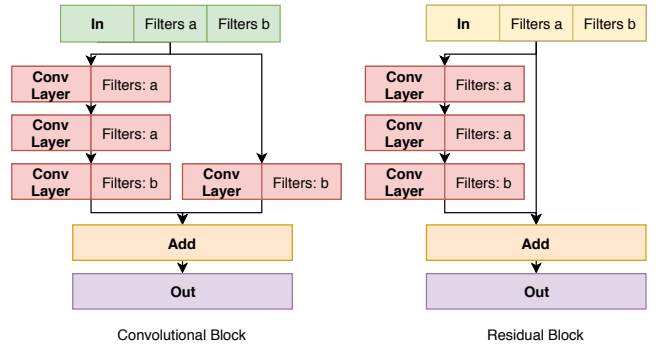 In Filters a Filters b
Conv Layer Filters: a
Conv Layer Filters: a
Conv Layer Filters: b
Conv Layer Filters: b
Add
Out
Convolutional Block
In Filters a Filters b
Conv Layer Filters: a
Conv Layer Filters: a
Conv Layer Filters: b
Add
Out
Residual Block